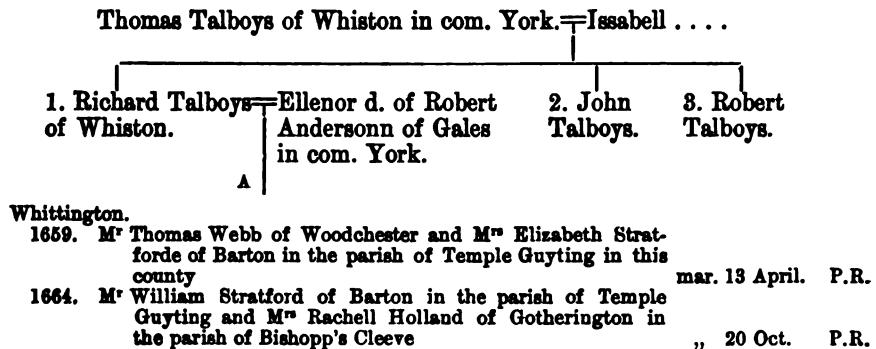 Thomas Talboys of Whiston in com. York.=Issabell . . . .
1. Richard Talboys=Ellenor d. of Robert 2. John 3. Robert
of Whiston. Andersonn of Gales Talboys. Talboys.
in com. York.
A
Whittington.
1659. Mr Thomas Webb of Woodchester and Mrs Elizabeth Strat-
forde of Barton in the parish of Temple Guyting in this
county mar. 13 April. P.R.
1664. Mr William Stratford of Barton in the parish of Temple
Guyting and Mrs Rachell Holland of Gotherington in
the parish of Bishopp's Cleeve „ 20 Oct. P.R.